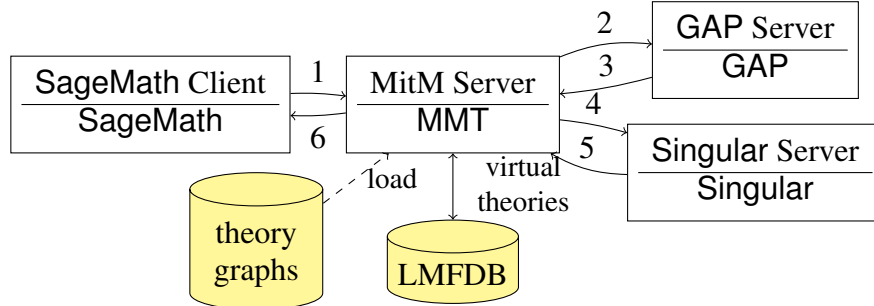 SageMath Client
SageMath
1
6
MitM Server
MMT
2
3
4
5
GAP Server
GAP
Singular Server
Singular
load
virtual
theories
theory
graphs
LMFDB